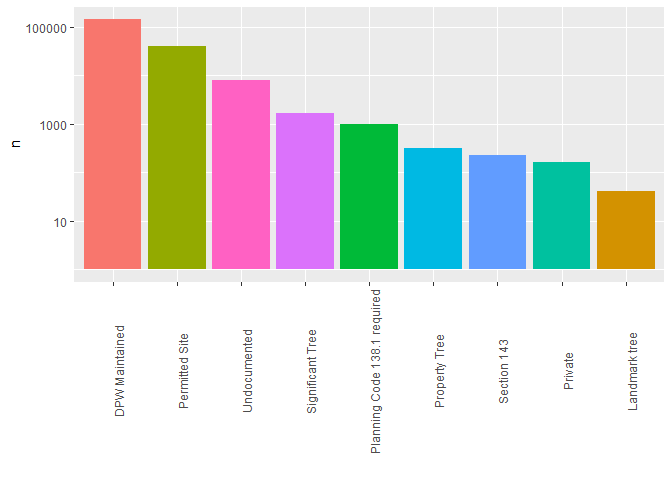 100000
1000
10
n
DPW Maintained
Permitted Site
Undocumented
Significant Tree
Planning Code 138.1 required
Property Tree
Section 143
Private
Landmark tree